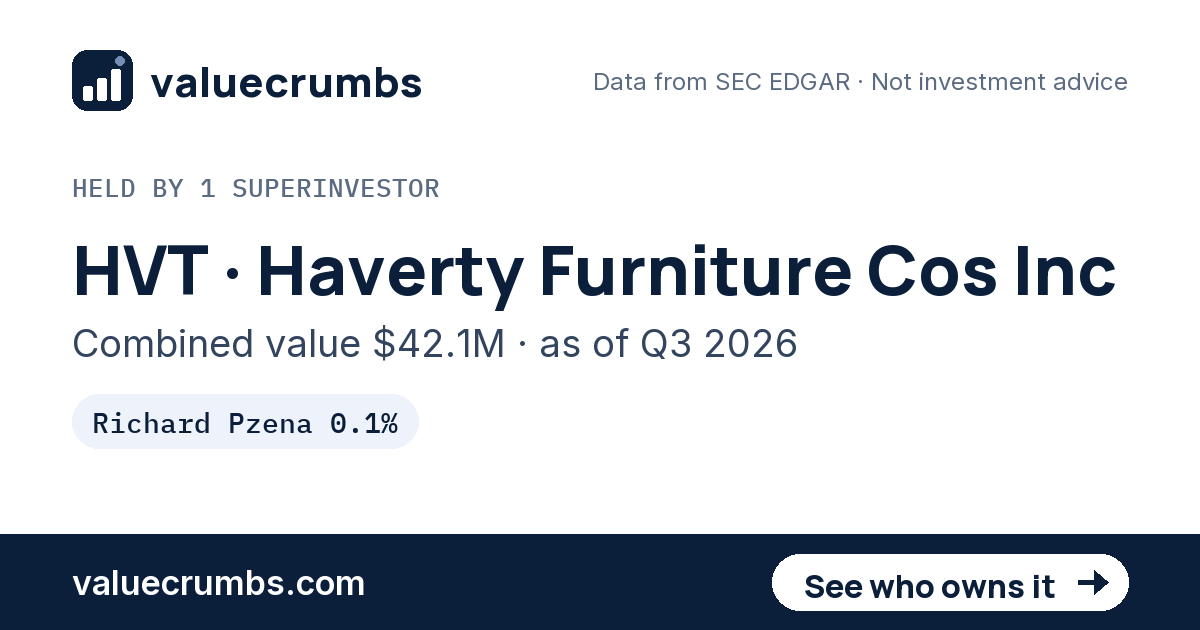 valuecrumbs
Data from SEC EDGAR · Not investment advice
HELD BY 1 SUPERINVESTOR
HVT · Haverty Furniture Cos Inc
Combined value $42.1M · as of Q3 2026
Richard Pzena 0.1%
valuecrumbs.com
See who owns it →